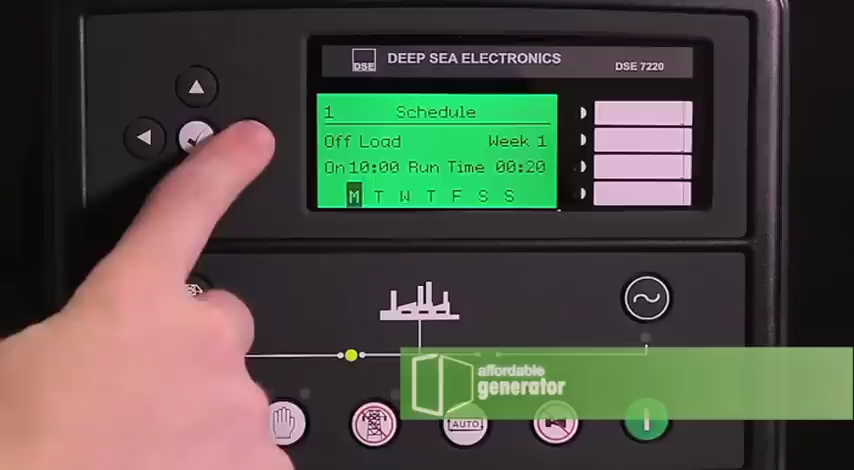 DSE
DEEP SEA ELECTRONICS
DSE 7220
1 Schedule
Off Load Week 1
On 10:00 Run Time 00:20
M T W T F S S
affordable
generator
AUTO
I